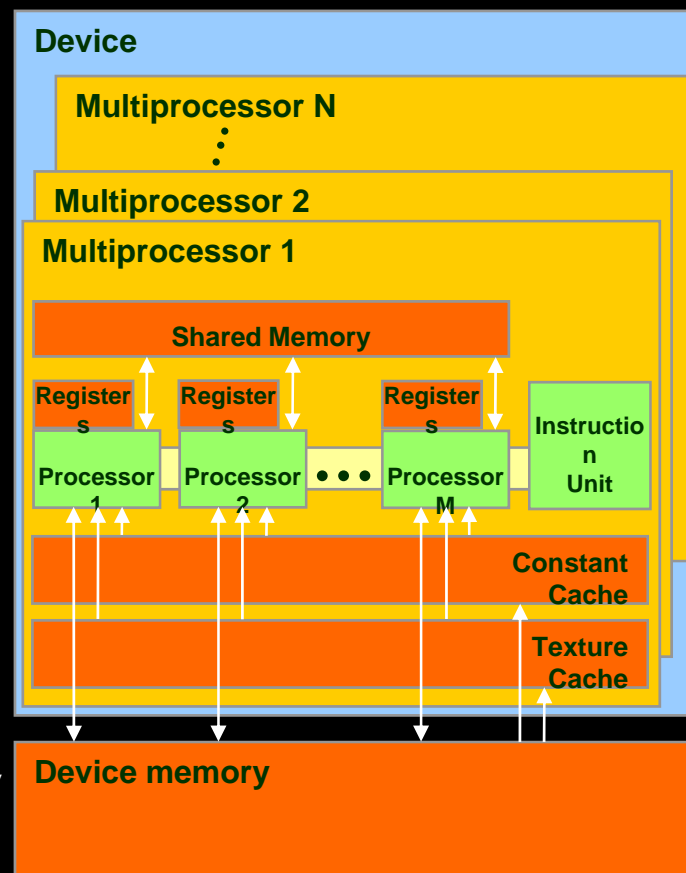 Device
Multiprocessor N
Multiprocessor 2
Multiprocessor 1
Shared Memory
Register
s
Register
s
Register
s
Processor
1
Processor
2
Processor
M
Instructio
n
Unit
Constant
Cache
Texture
Cache
Device memory